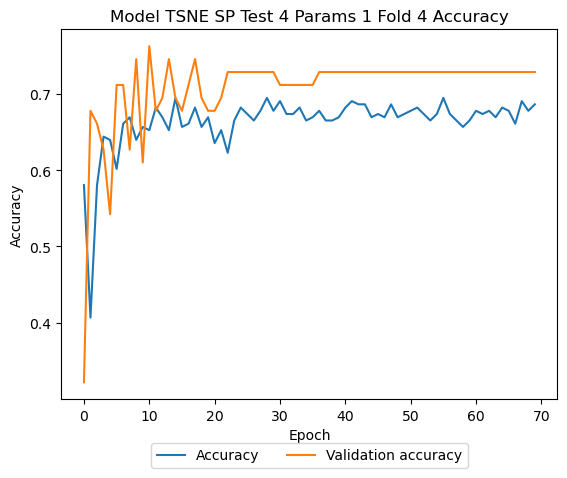 Model TSNE SP Test 4 Params 1 Fold 4 Accuracy
Accuracy
0.7
0.6
0.5
0.4
0 10 20 30 40 50 60 70
Epoch
Accuracy Validation accuracy